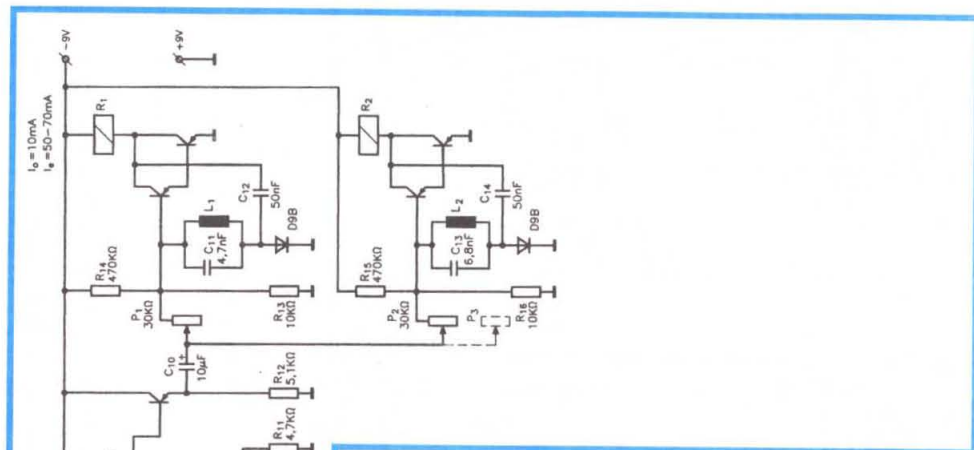 -9V
+9V
I₀=10mA
Iₑ=50-70mA
R₁
R₂
C₁₂
50nF
C₁₄
50nF
L₁
L₂
C₁₁
4,7nF
C₁₃
6,8nF
D9B
D9B
R₁₄
470KΩ
R₁₅
470KΩ
P₁
30KΩ
R₁₃
10KΩ
P₂
30KΩ
P₃
R₁₆
10KΩ
C₁₀
+
10µF
R₁₂
5,1KΩ
R₁₁
4,7KΩ